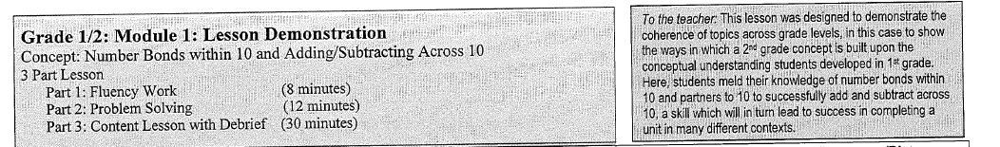 Grade 1/2: Module 1: Lesson Demonstration
Concept: Number Bonds within 10 and Adding/Subtracting Across 10
3 Part Lesson
Part 1: Fluency Work (8 minutes)
Part 2: Problem Solving (12 minutes)
Part 3: Content Lesson with Debrief (30 minutes)
To the teacher: This lesson was designed to demonstrate the
coherence of topics across grade levels, in this case to show
the ways in which a 2nd grade concept is built upon the
conceptual understanding students developed in 1st grade.
Here, students meld their knowledge of number bonds within
10 and partners to 10 to successfully add and subtract across
10, a skill which will in turn lead to success in completing a
unit in many different contexts.